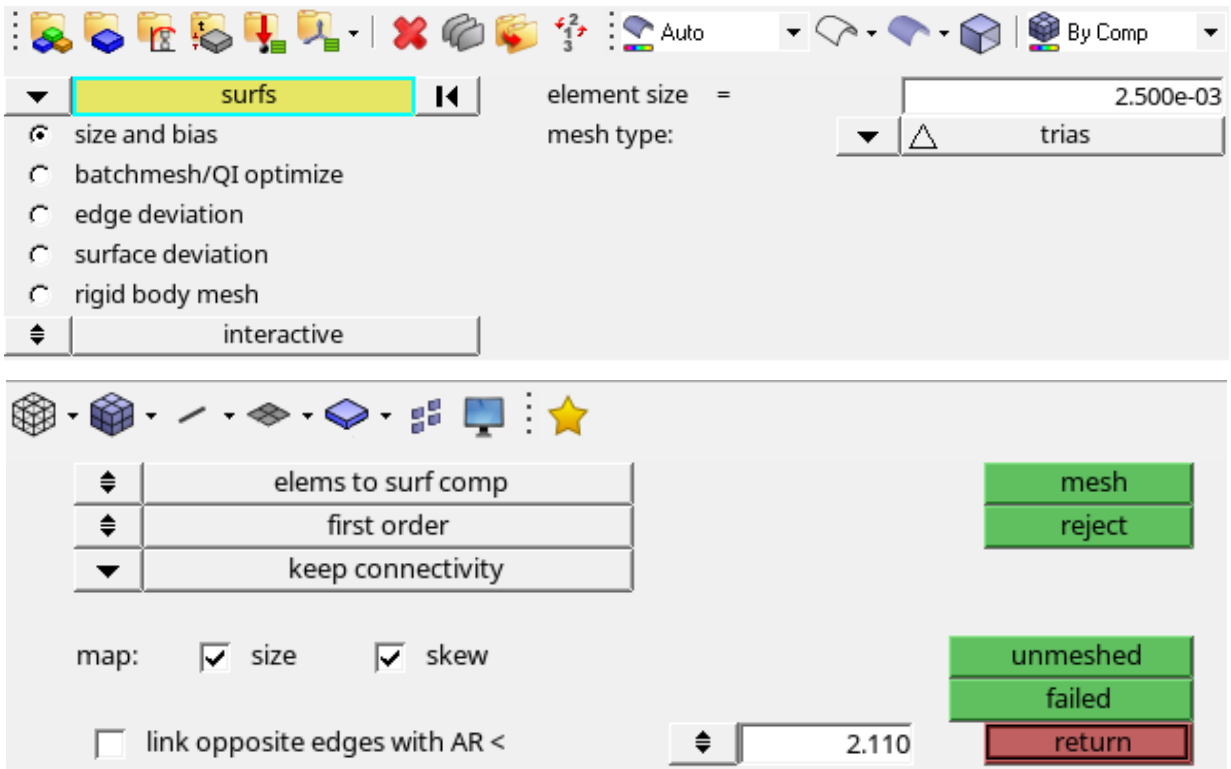 Auto
By Comp
surfs
element size =
2.500e-03
size and bias
mesh type:
trias
batchmesh/QI optimize
edge deviation
surface deviation
rigid body mesh
interactive
elems to surf comp
mesh
first order
reject
keep connectivity
map:
size
skew
unmeshed
failed
link opposite edges with AR <
2.110
return